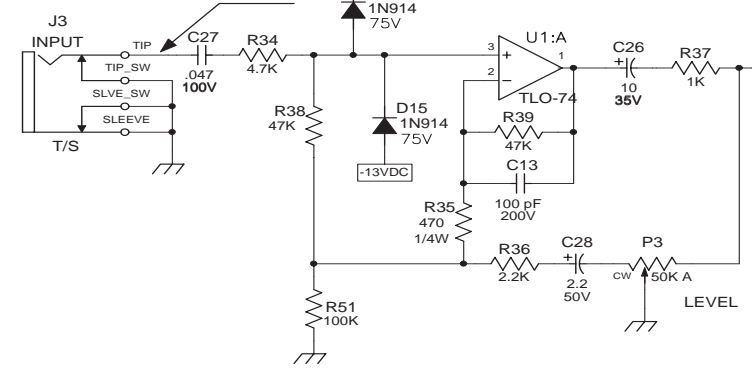 1N914
75V
J3
INPUT
TIP
TIP_SW
SLVE_SW
SLEEVE
T/S
C27
.047
100V
R34
4.7K
R38
47K
D15
1N914
75V
-13VDC
U1:A
3
+
2
−
1
TLO-74
R39
47K
C13
100 pF
200V
R35
470
1/4W
C26
+
10
35V
R37
1K
R36
2.2K
C28
+
2.2
50V
P3
CW
50K A
LEVEL
R51
100K